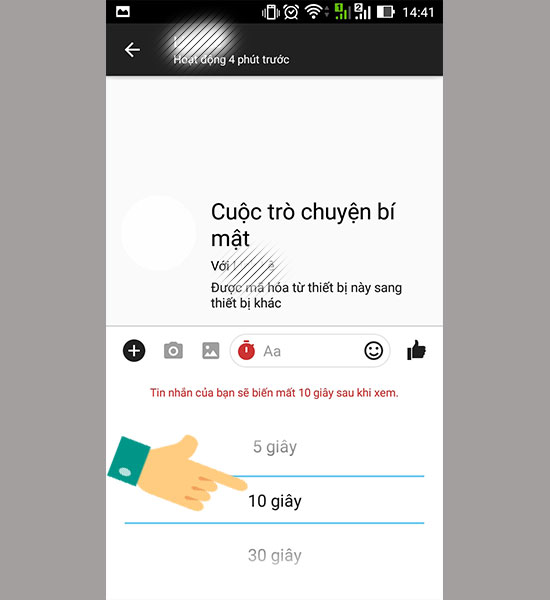 14:41
Hoạt động 4 phút trước
Cuộc trò chuyện bí
mật
Với
Được mã hóa từ thiết bị này sang
thiết bị khác
Aa
Tin nhắn của bạn sẽ biến mất 10 giây sau khi xem.
5 giây
10 giây
30 giây